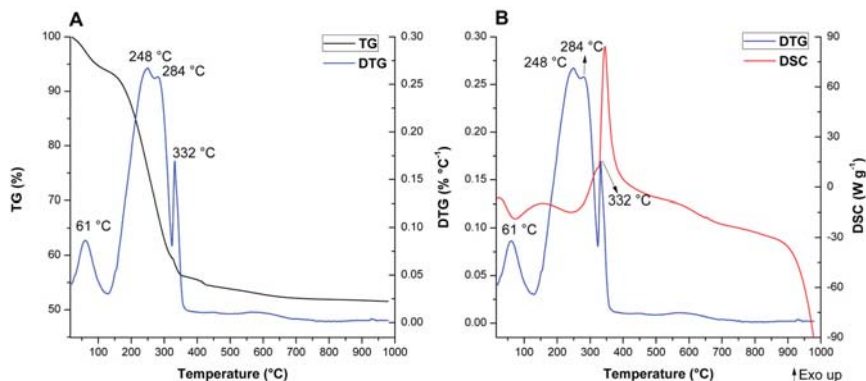 A
TG
DTG
248 °C
284 °C
332 °C
61 °C
TG (%)
100
90
80
70
60
50
DTG (% °C⁻¹)
0.30
0.25
0.20
0.15
0.10
0.05
0.00
100 200 300 400 500 600 700 800 900 1000
Temperature (°C)
B
DTG
DSC
284 °C
248 °C
332 °C
61 °C
0.30
0.25
0.20
0.15
0.10
0.05
0.00
DSC (W g⁻¹)
90
60
30
0
-30
-60
-90
100 200 300 400 500 600 700 800 900 1000
Temperature (°C)
Exo up